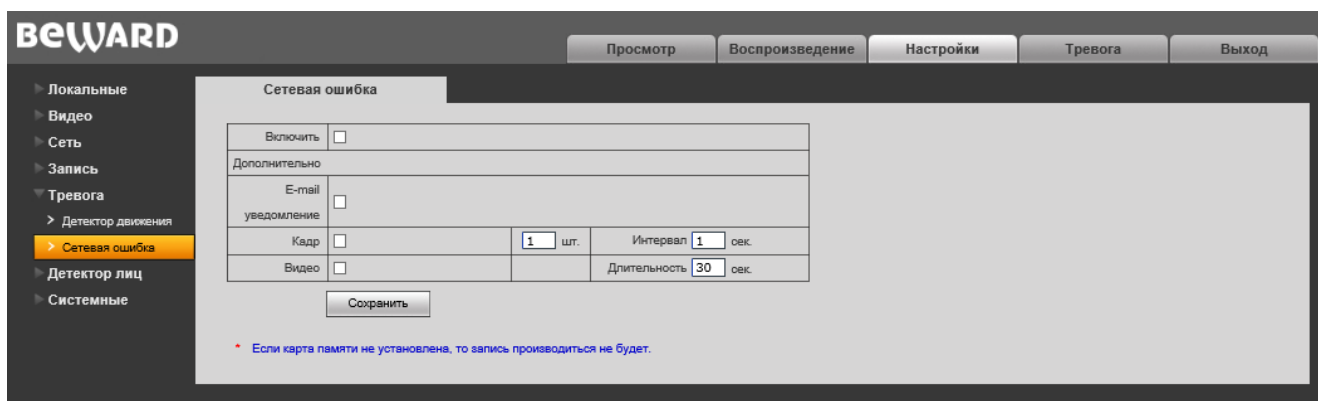 BEWARD
Просмотр Воспроизведение Настройки Тревога Выход
Локальные
Видео
Сеть
Запись
Тревога
Детектор движения
Сетевая ошибка
Детектор лиц
Системные
Сетевая ошибка
Включить
Дополнительно
E-mail
уведомление
Кадр 1 шт. Интервал 1 сек.
Видео Длительность 30 сек.
Сохранить
* Если карта памяти не установлена, то запись производиться не будет.